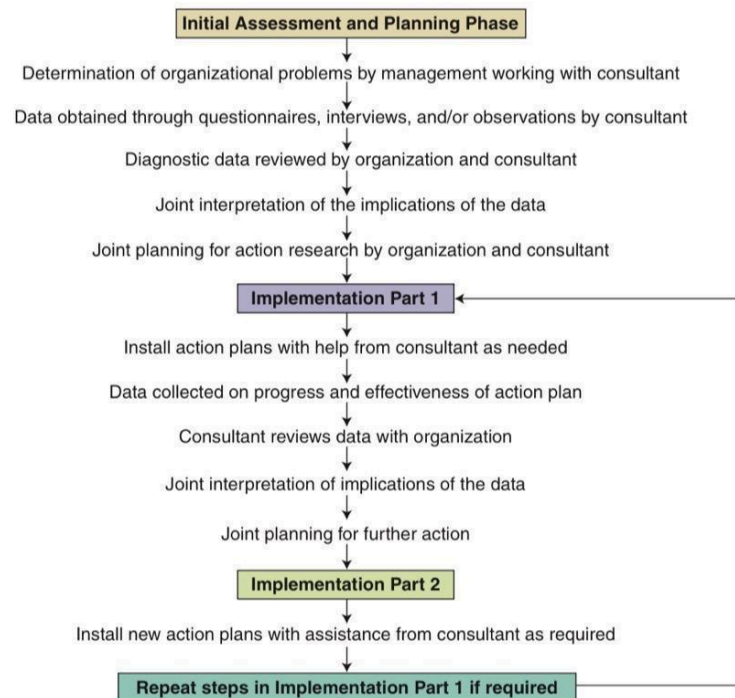 Initial Assessment and Planning Phase
Determination of organizational problems by management working with consultant
Data obtained through questionnaires, interviews, and/or observations by consultant
Diagnostic data reviewed by organization and consultant
Joint interpretation of the implications of the data
Joint planning for action research by organization and consultant
Implementation Part 1
Install action plans with help from consultant as needed
Data collected on progress and effectiveness of action plan
Consultant reviews data with organization
Joint interpretation of implications of the data
Joint planning for further action
Implementation Part 2
Install new action plans with assistance from consultant as required
Repeat steps in Implementation Part 1 if required